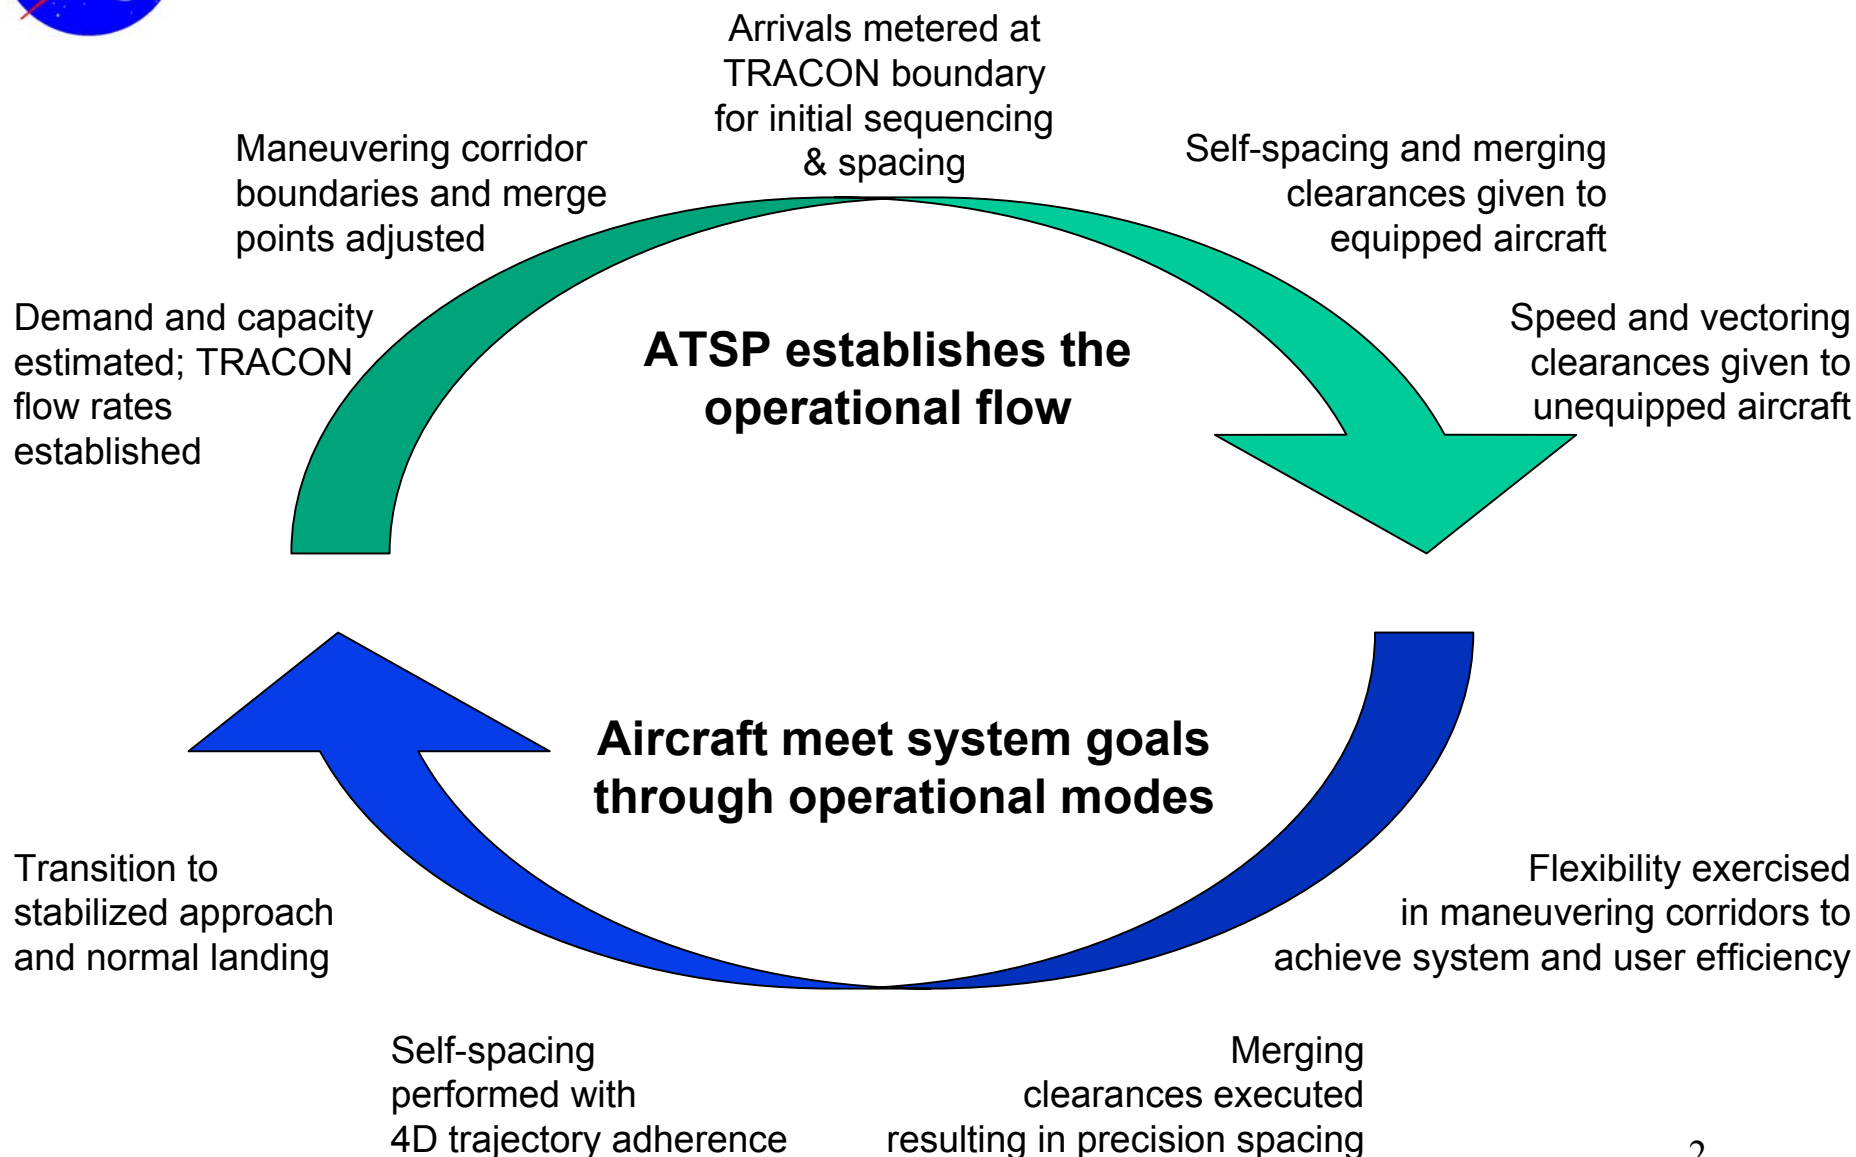 Arrivals metered at
TRACON boundary
for initial sequencing
& spacing
Maneuvering corridor
boundaries and merge
points adjusted
Self-spacing and merging
clearances given to
equipped aircraft
Demand and capacity
estimated; TRACON
flow rates
established
Speed and vectoring
clearances given to
unequipped aircraft
ATSP establishes the
operational flow
Aircraft meet system goals
through operational modes
Transition to
stabilized approach
and normal landing
Flexibility exercised
in maneuvering corridors to
achieve system and user efficiency
Self-spacing
performed with
4D trajectory adherence
Merging
clearances executed
resulting in precision spacing
2